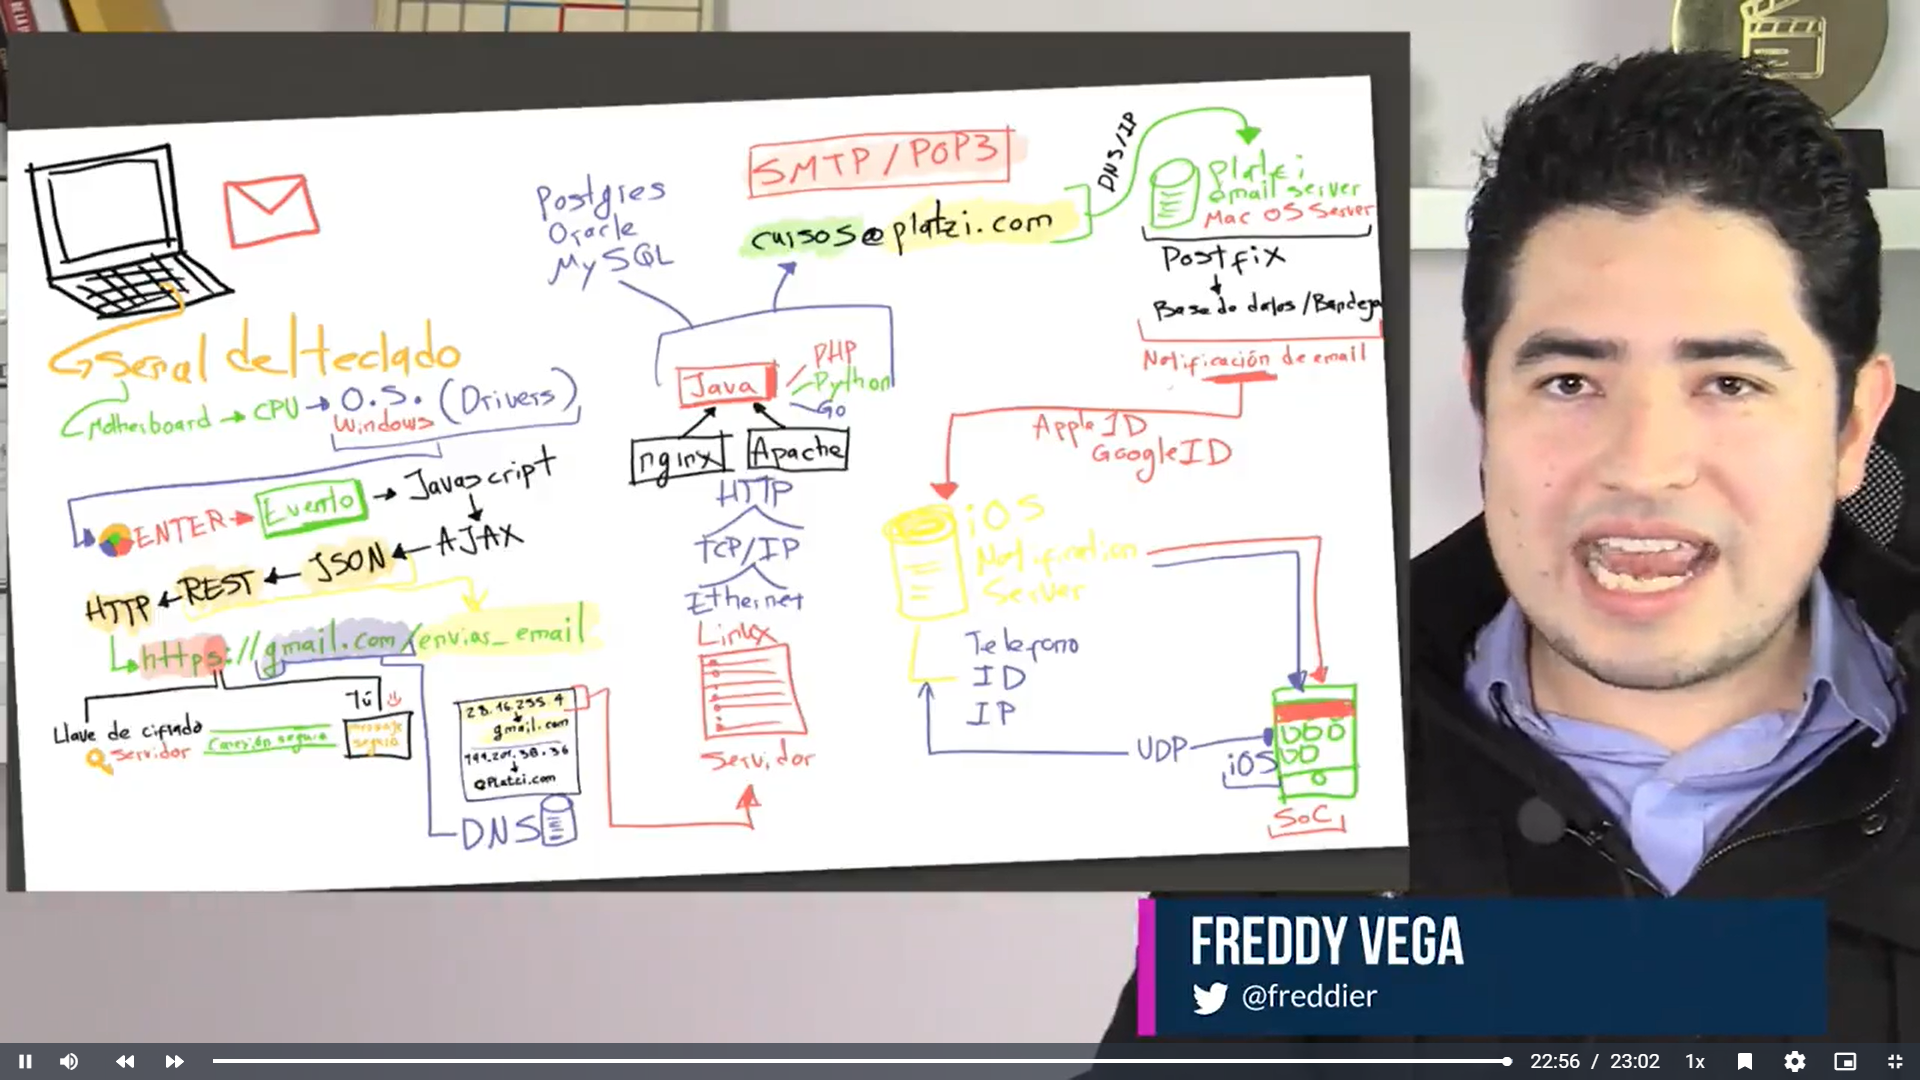 Señal del teclado
Motherboard → CPU → O.S. (Drivers)
Windows
ENTER → Evento → Javascript
AJAX
HTTP ← REST ← JSON ←
https://gmail.com/envias_email
Tú
Llave de cifrado
Servidor
Conexión segura
mensaje
seguro
28.16.255.4
gmail.com
199.201.38.36
@Platzi.com
DNS
Postgres
Oracle
MySQL
SMTP / POP3
cursos@platzi.com
Java
PHP
Python
Go
nginx
Apache
HTTP
TCP/IP
Ethernet
Linux
Servidor
DNS/IP
platzi
email server
Mac OS Server
Postfix
Base de datos / Bandeja
Notificación de email
Apple ID
Google ID
iOS
Notification
Server
Telefono
ID
IP
UDP
iOS
SoC
FREDDY VEGA
@freddier
22:56 / 23:02
1x